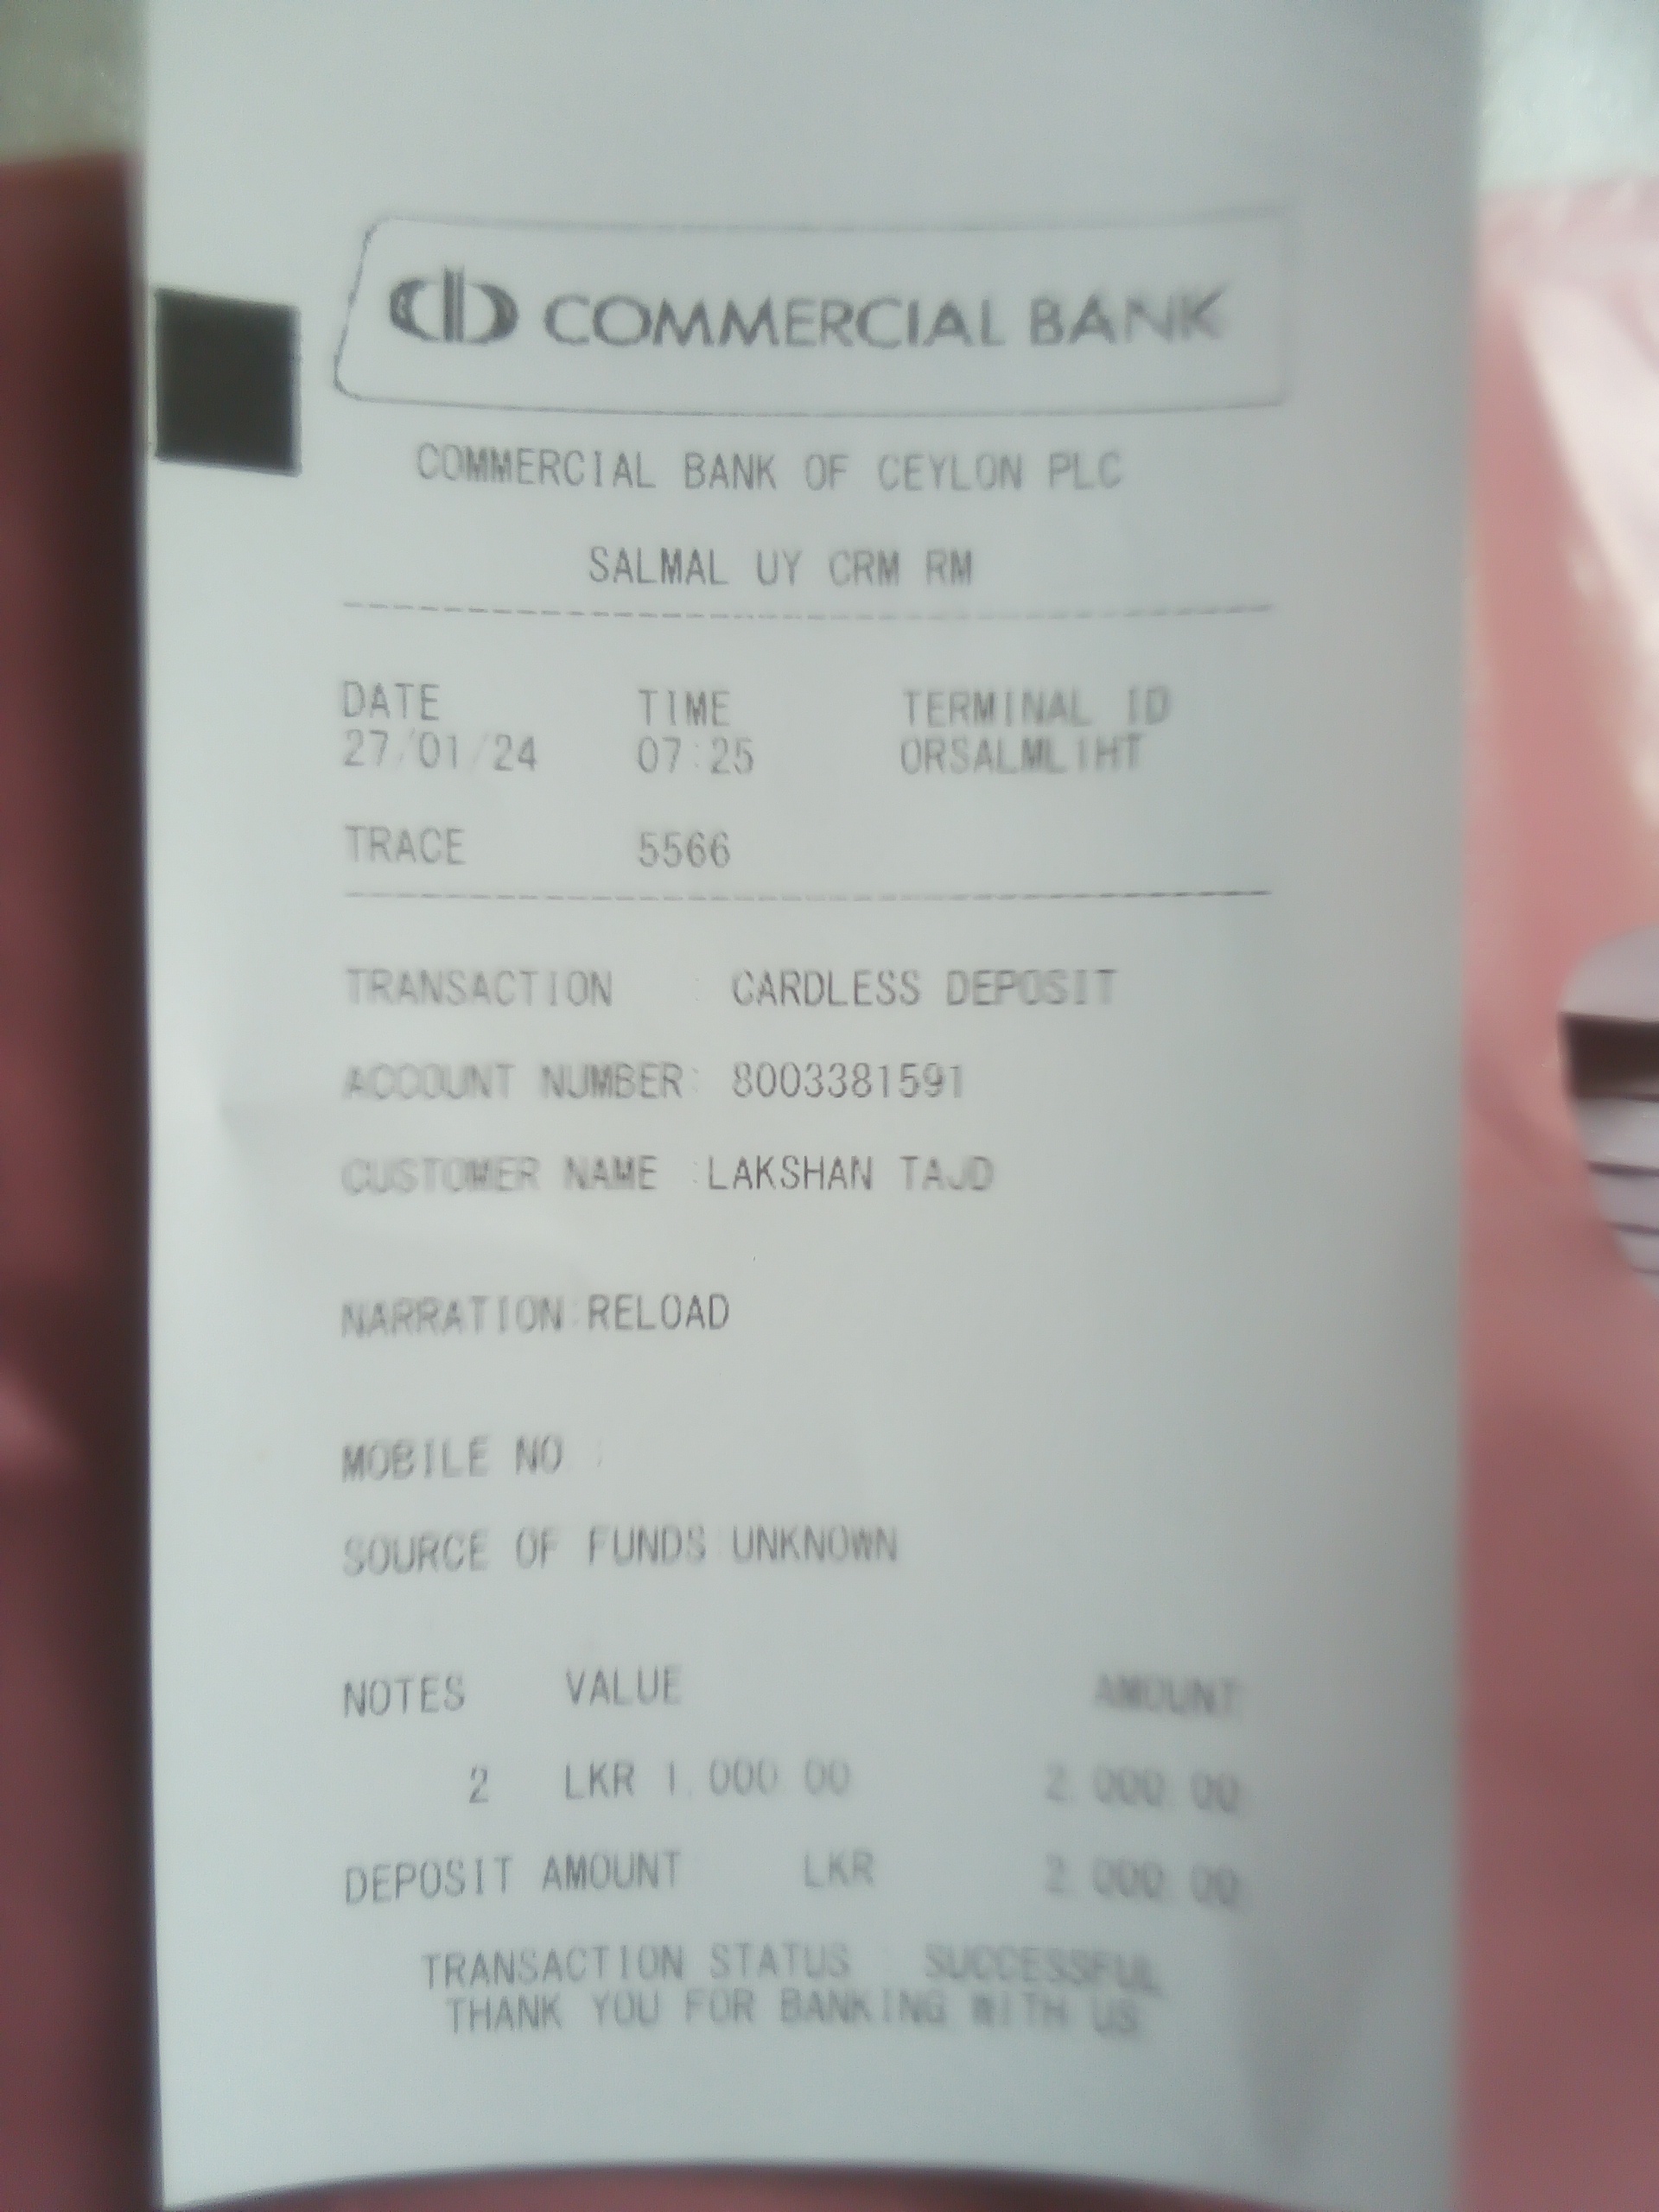 COMMERCIAL BANK
COMMERCIAL BANK OF CEYLON PLC
SALMAL UY CRM RM
DATE TIME TERMINAL ID
27/01/24 07:25 ORSALMLIHT
TRACE 5566
TRANSACTION : CARDLESS DEPOSIT
ACCOUNT NUMBER: 8003381591
CUSTOMER NAME :LAKSHAN TAJD
NARRATION:RELOAD
MOBILE NO :
SOURCE OF FUNDS:UNKNOWN
NOTES VALUE AMOUNT
2 LKR 1,000.00 2,000.00
DEPOSIT AMOUNT LKR 2,000.00
TRANSACTION STATUS SUCCESSFUL
THANK YOU FOR BANKING WITH US